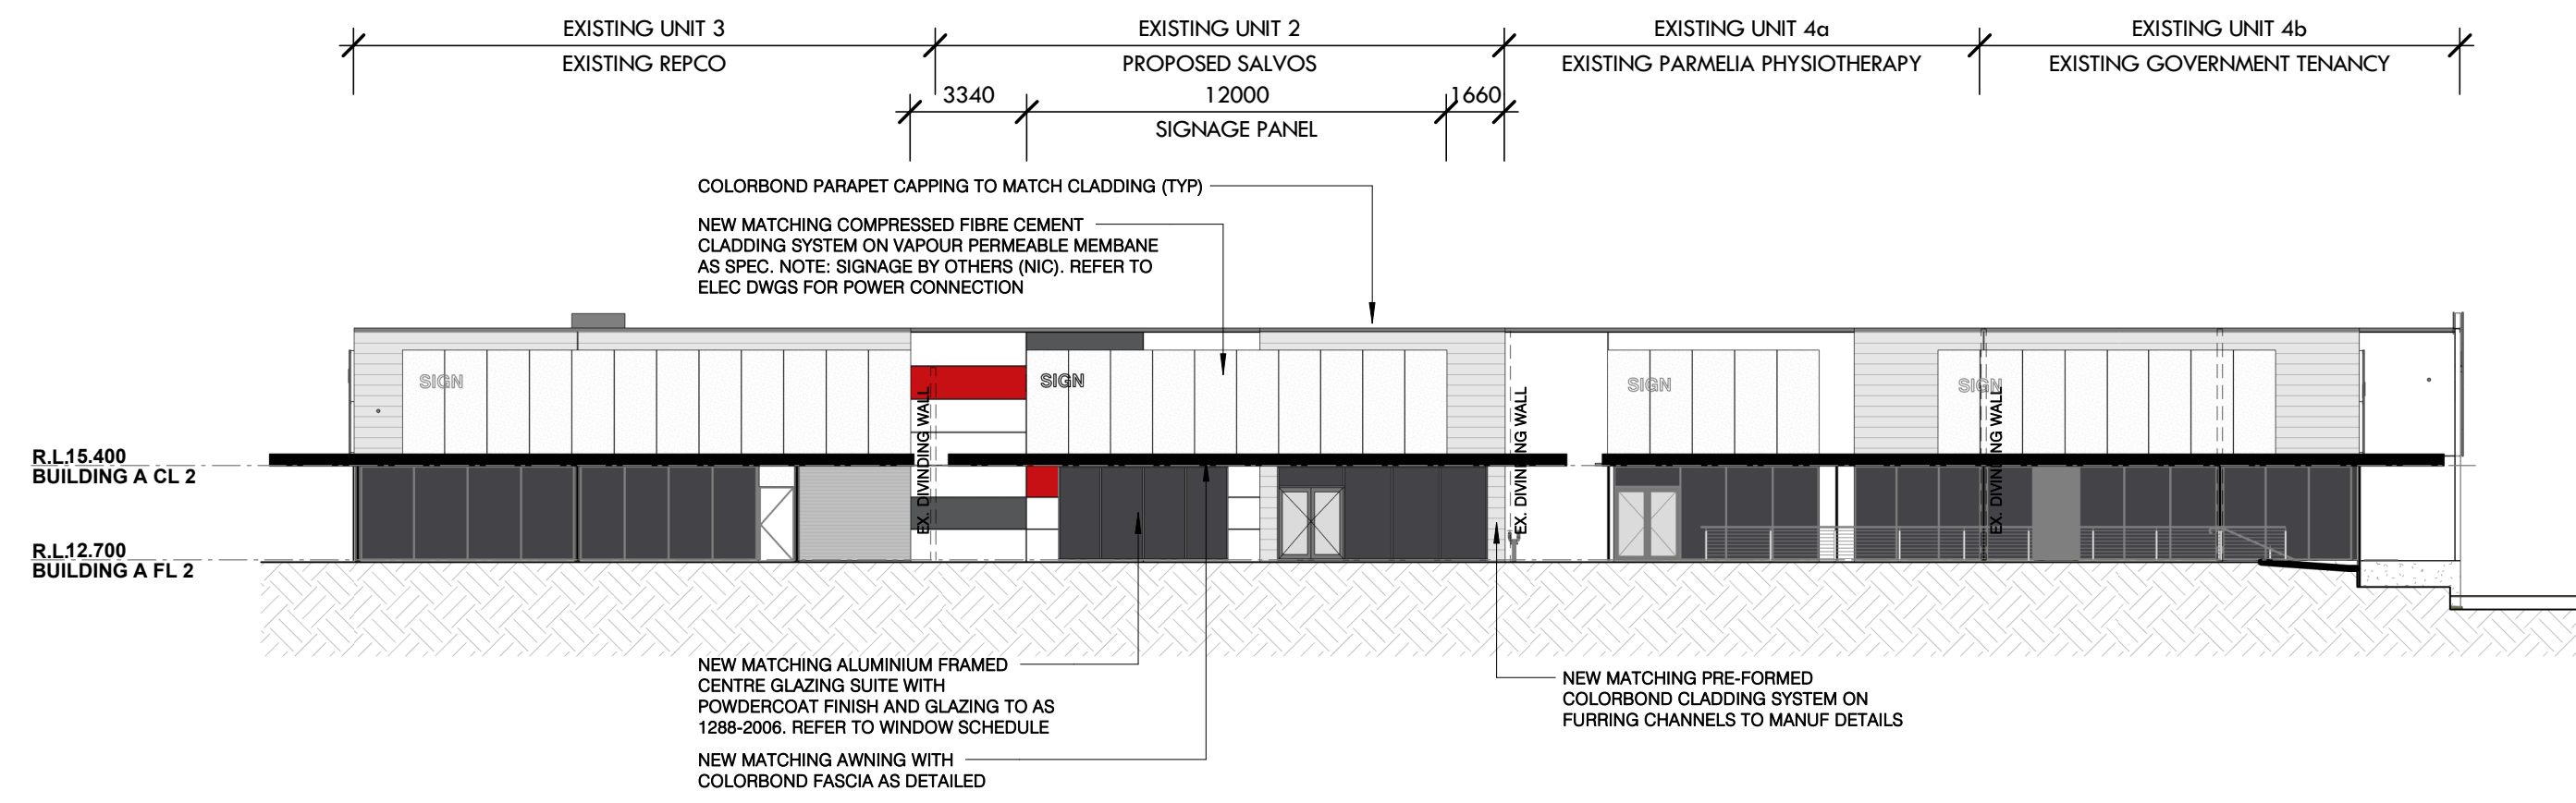 EXISTING UNIT 3
EXISTING UNIT 2
EXISTING UNIT 4a
EXISTING UNIT 4b
EXISTING REPCO
PROPOSED SALVOS
EXISTING PARMELIA PHYSIOTHERAPY
EXISTING GOVERNMENT TENANCY
3340
12000
1660
SIGNAGE PANEL
COLORBOND PARAPET CAPPING TO MATCH CLADDING (TYP)
NEW MATCHING COMPRESSED FIBRE CEMENT
CLADDING SYSTEM ON VAPOUR PERMEABLE MEMBANE
AS SPEC. NOTE: SIGNAGE BY OTHERS (NIC). REFER TO
ELEC DWGS FOR POWER CONNECTION
SIGN
SIGN
SIGN
SIGN
EX. DIVINDING WALL
EX. DIVINDING WALL
EX. DIVINDING WALL
R.L.15.400
BUILDING A CL 2
R.L.12.700
BUILDING A FL 2
NEW MATCHING ALUMINIUM FRAMED
CENTRE GLAZING SUITE WITH
POWDERCOAT FINISH AND GLAZING TO AS
1288-2006. REFER TO WINDOW SCHEDULE
NEW MATCHING AWNING WITH
COLORBOND FASCIA AS DETAILED
NEW MATCHING PRE-FORMED
COLORBOND CLADDING SYSTEM ON
FURRING CHANNELS TO MANUF DETAILS